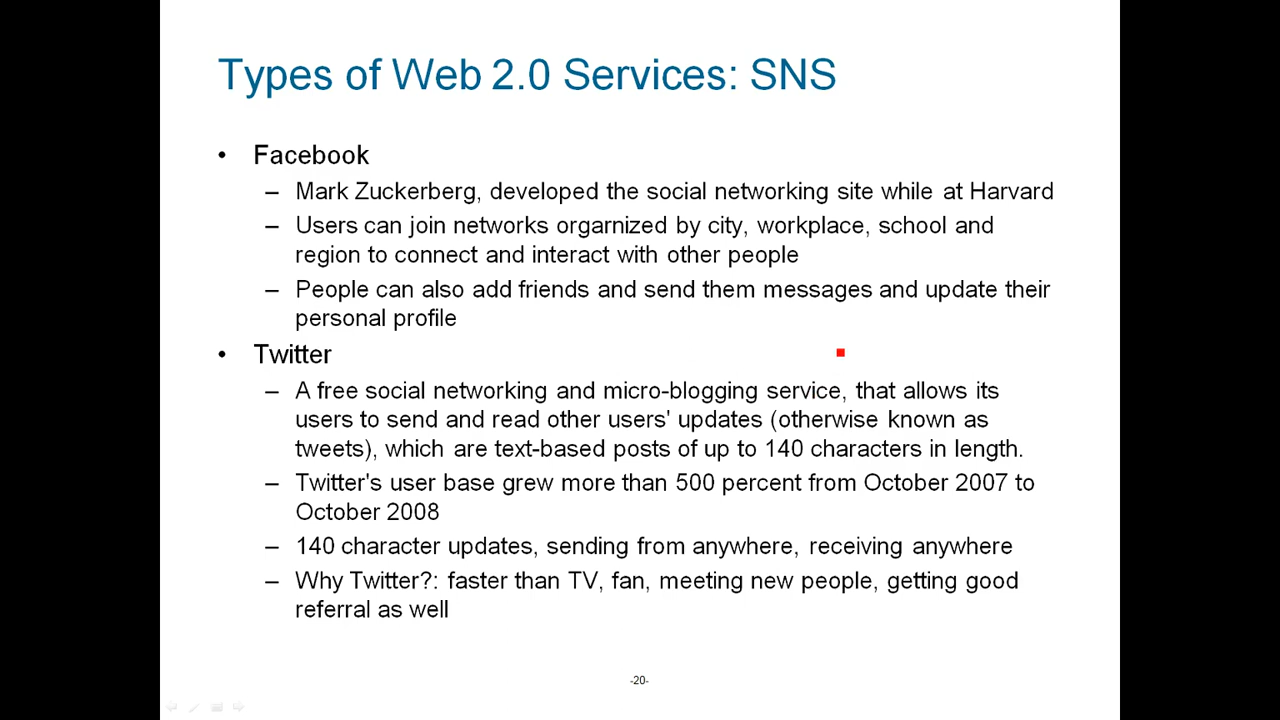 Types of Web 2.0 Services: SNS
• Facebook
– Mark Zuckerberg, developed the social networking site while at Harvard
– Users can join networks orgarnized by city, workplace, school and
region to connect and interact with other people
– People can also add friends and send them messages and update their
personal profile
• Twitter
– A free social networking and micro-blogging service, that allows its
users to send and read other users' updates (otherwise known as
tweets), which are text-based posts of up to 140 characters in length.
– Twitter's user base grew more than 500 percent from October 2007 to
October 2008
– 140 character updates, sending from anywhere, receiving anywhere
– Why Twitter?: faster than TV, fan, meeting new people, getting good
referral as well
-20-